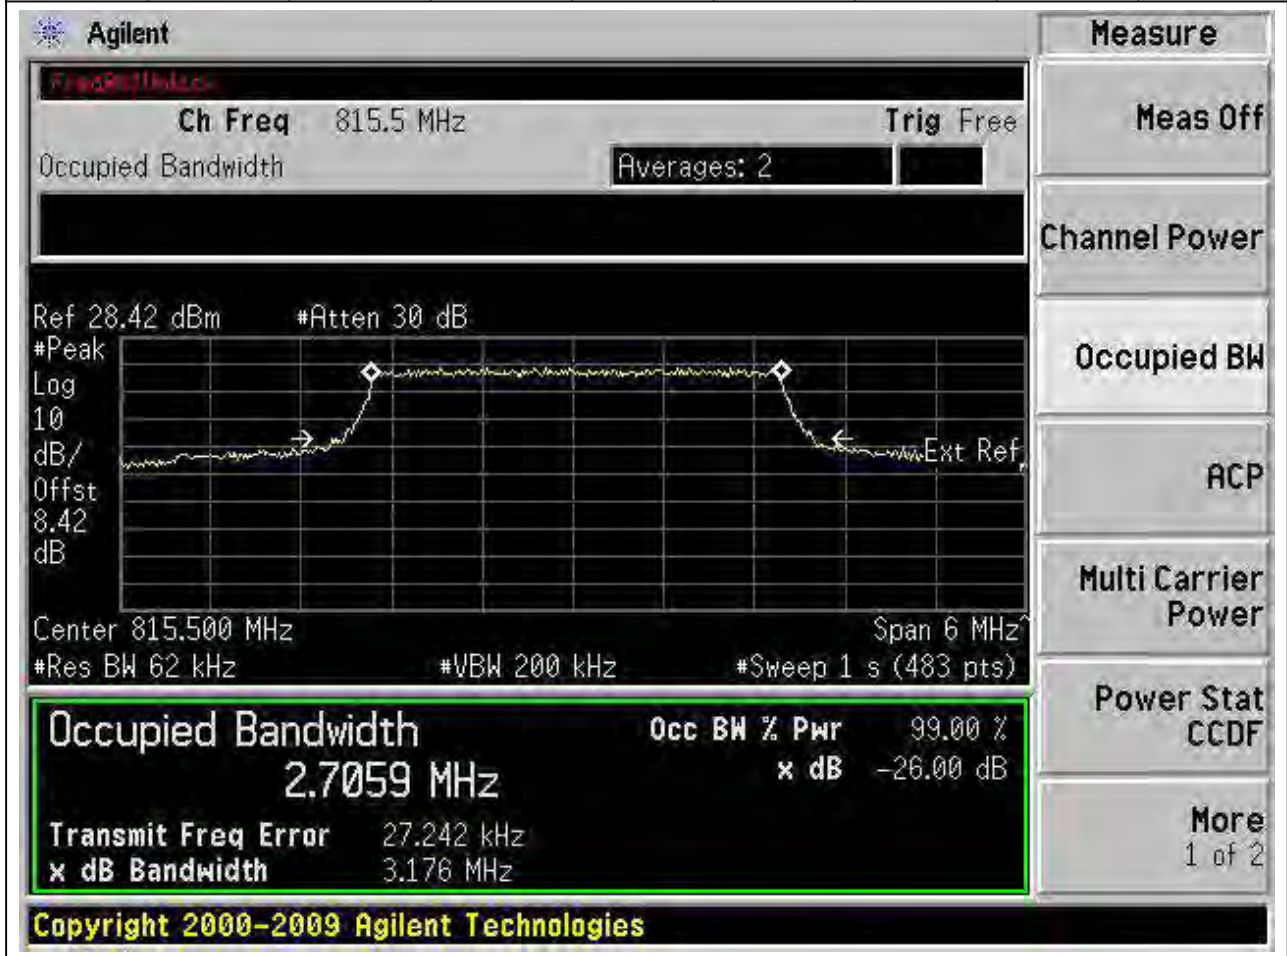 Agilent
Measure
Ch Freq 815.5 MHz Trig Free
Occupied Bandwidth Averages: 2
Meas Off
Channel Power
Occupied BW
ACP
Multi Carrier
Power
Power Stat
CCDF
More
1 of 2
Ref 28.42 dBm #Atten 30 dB
#Peak
Log
10
dB/
Offst
8.42
dB
Ext Ref
Center 815.500 MHz Span 6 MHz
#Res BW 62 kHz #VBW 200 kHz #Sweep 1 s (483 pts)
Occupied Bandwidth Occ BW % Pwr 99.00 %
2.7059 MHz x dB -26.00 dB
Transmit Freq Error 27.242 kHz
x dB Bandwidth 3.176 MHz
Copyright 2000-2009 Agilent Technologies